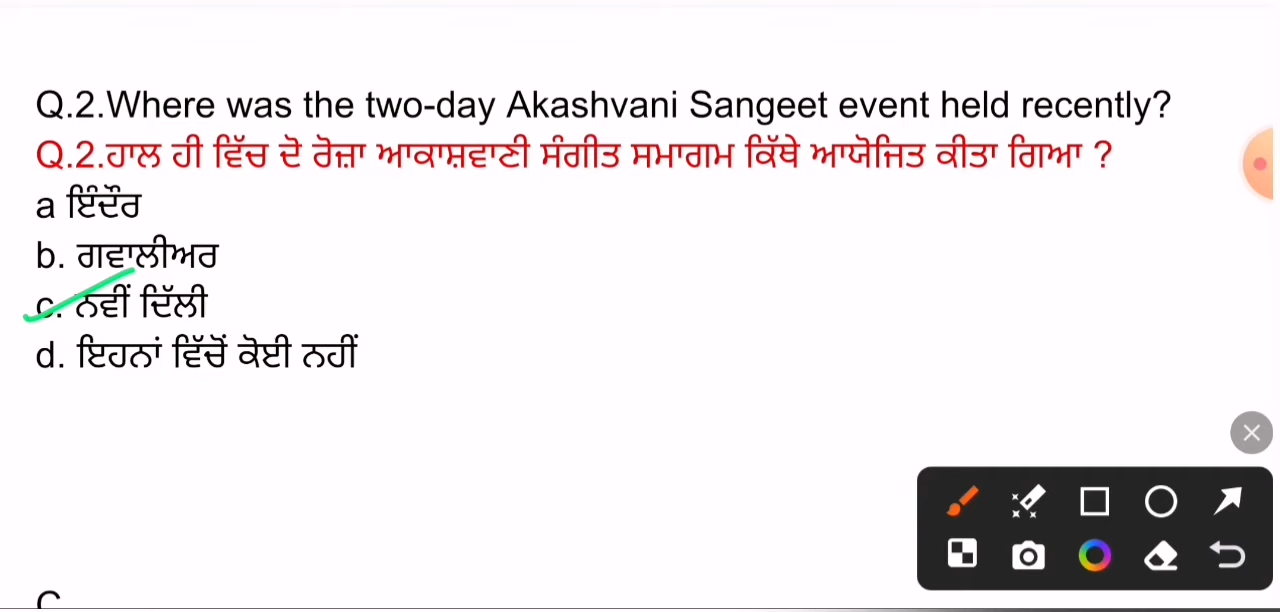 Q.2.Where was the two-day Akashvani Sangeet event held recently?
Q.2.ਹਾਲ ਹੀ ਵਿੱਚ ਦੋ ਰੋਜ਼ਾ ਆਕਾਸ਼ਵਾਣੀ ਸੰਗੀਤ ਸਮਾਗਮ ਕਿੱਥੇ ਆਯੋਜਿਤ ਕੀਤਾ ਗਿਆ ?
a ਇੰਦੌਰ
b. ਗਵਾਲੀਅਰ
c. ਨਵੀਂ ਦਿੱਲੀ
d. ਇਹਨਾਂ ਵਿੱਚੋਂ ਕੋਈ ਨਹੀਂ